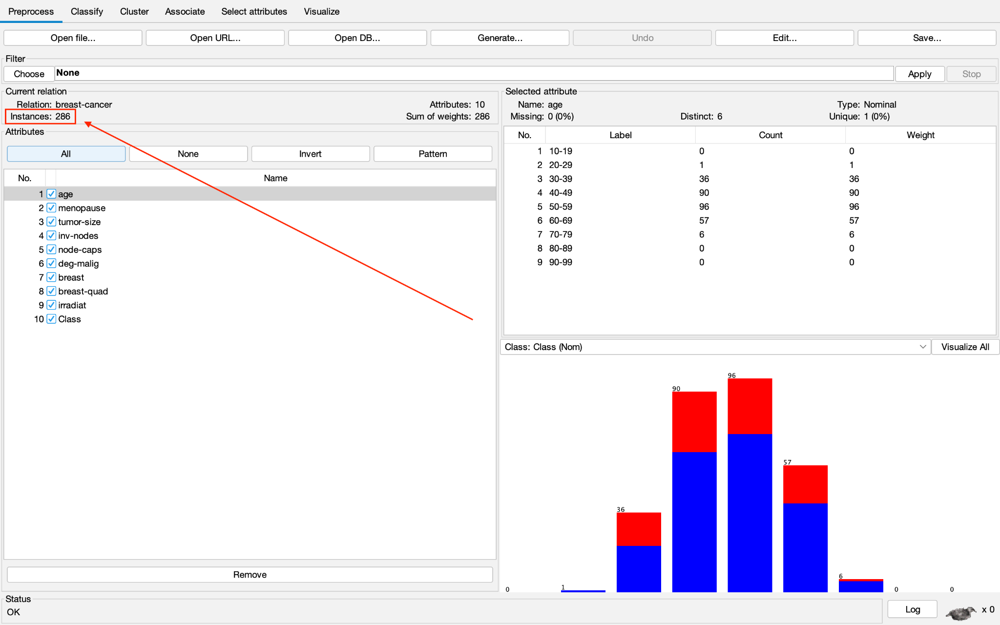 Preprocess Classify Cluster Associate Select attributes Visualize
Open file... Open URL... Open DB... Generate... Undo Edit... Save...
Filter
Choose None Apply Stop
Current relation
Relation: breast-cancer Attributes: 10
Instances: 286 Sum of weights: 286
Attributes
All None Invert Pattern
No. Name
1 age
2 menopause
3 tumor-size
4 inv-nodes
5 node-caps
6 deg-malig
7 breast
8 breast-quad
9 irradiat
10 Class
Remove
Selected attribute
Name: age Type: Nominal
Missing: 0 (0%) Distinct: 6 Unique: 1 (0%)
No. Label Count Weight
1 10-19 0 0
2 20-29 1 1
3 30-39 36 36
4 40-49 90 90
5 50-59 96 96
6 60-69 57 57
7 70-79 6 6
8 80-89 0 0
9 90-99 0 0
Class: Class (Nom) Visualize All
0 1 36 90 96 57 6 0 0
Status
OK
Log x 0